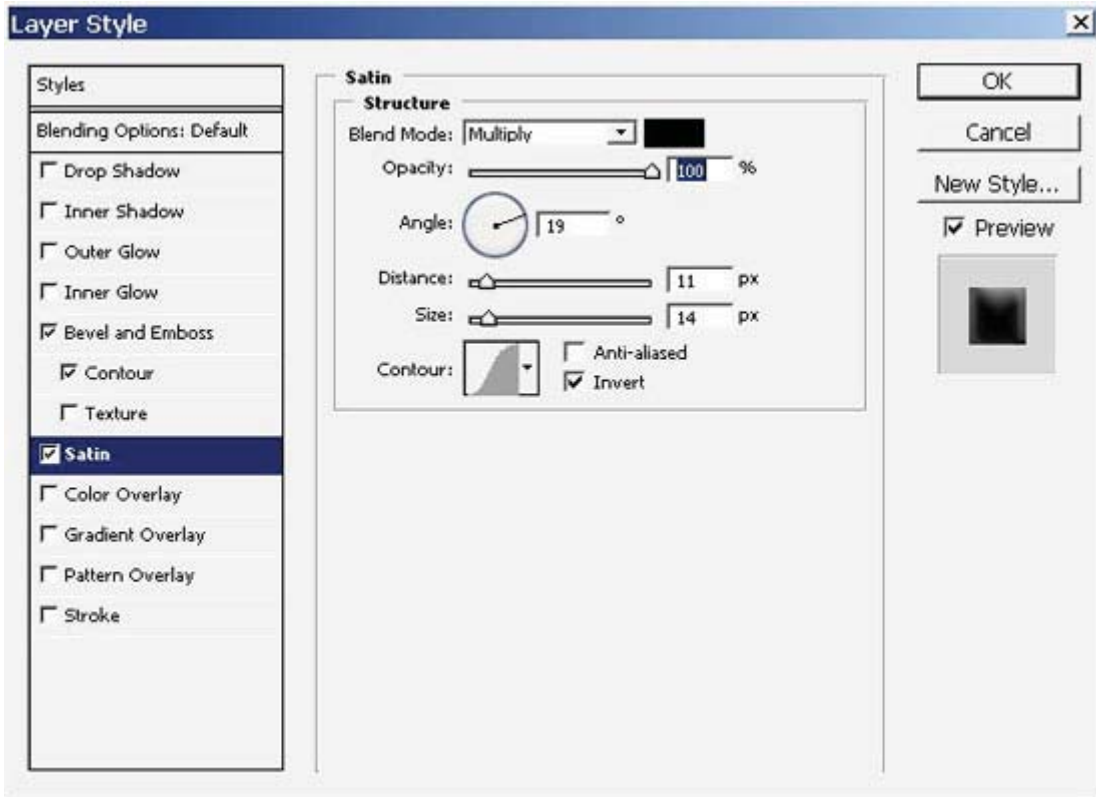 Layer Style
Styles
Blending Options: Default
Drop Shadow
Inner Shadow
Outer Glow
Inner Glow
Bevel and Emboss
Contour
Texture
Satin
Color Overlay
Gradient Overlay
Pattern Overlay
Stroke
Satin
Structure
Blend Mode: Multiply
Opacity: 100 %
Angle: 19 °
Distance: 11 px
Size: 14 px
Contour:
Anti-aliased
Invert
OK
Cancel
New Style...
Preview